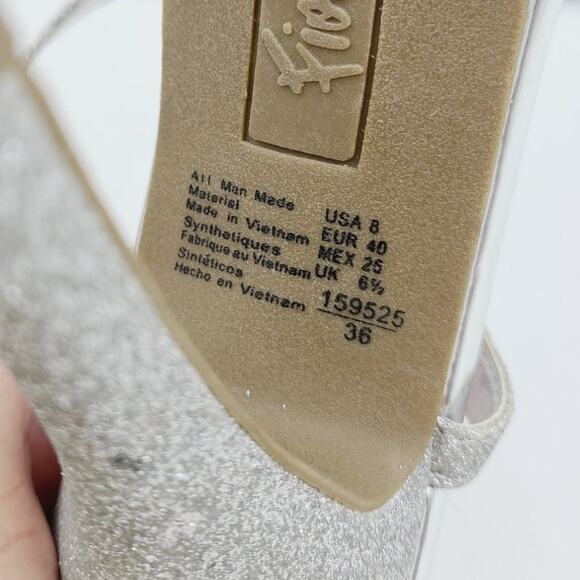 All Man Made
Material
Made in Vietnam
Synthetiques
Fabrique au Vietnam
Sintéticos
Hecho en Vietnam
USA 8
EUR 40
MEX 25
UK 6½
159525
36